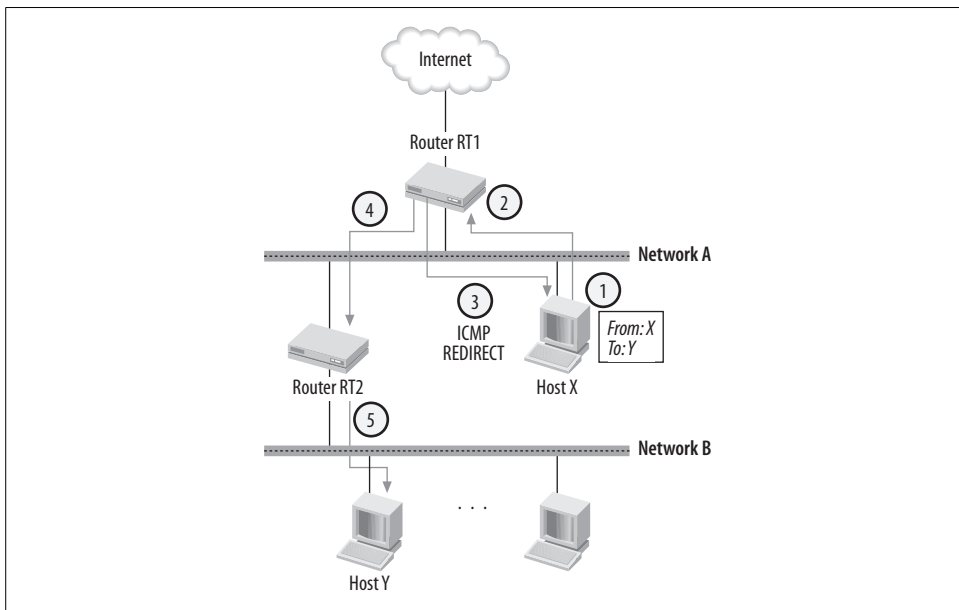 Internet
Router RT1
2
4
Network A
1
3
ICMP
REDIRECT
From: X
To: Y
Router RT2
Host X
5
Network B
. . .
Host Y